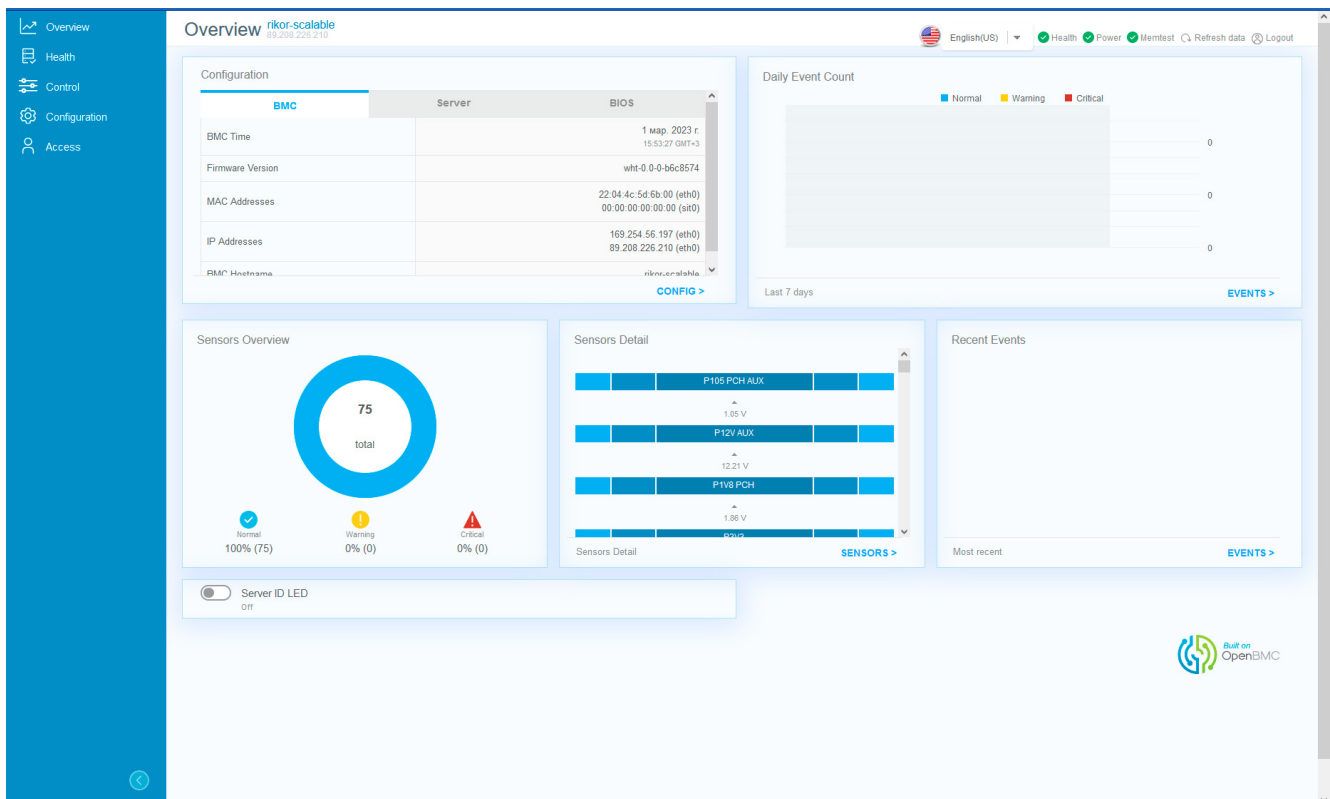 Overview
Health
Control
Configuration
Access
Overview rikor-scalable
89.208.226.210
English(US)
Health Power Memtest Refresh data Logout
Configuration
BMC Server BIOS
BMC Time 1 мар. 2023 г.
15:53:27 GMT+3
Firmware Version wht-0.0-0-b6c8574
MAC Addresses 22:04:4c:5d:6b:00 (eth0)
00:00:00:00:00:00 (sit0)
IP Addresses 169.254.56.197 (eth0)
89.208.226.210 (eth0)
BMC Hostname rikor-scalable
CONFIG >
Daily Event Count
Normal Warning Critical
0
0
0
Last 7 days EVENTS >
Sensors Overview
75
total
Normal Warning Critical
100% (75) 0% (0) 0% (0)
Sensors Detail
P105 PCH AUX
1.05 V
P12V AUX
12.21 V
P1V8 PCH
1.86 V
P3V3
Sensors Detail SENSORS >
Recent Events
Most recent EVENTS >
Server ID LED
Off
Built on
OpenBMC